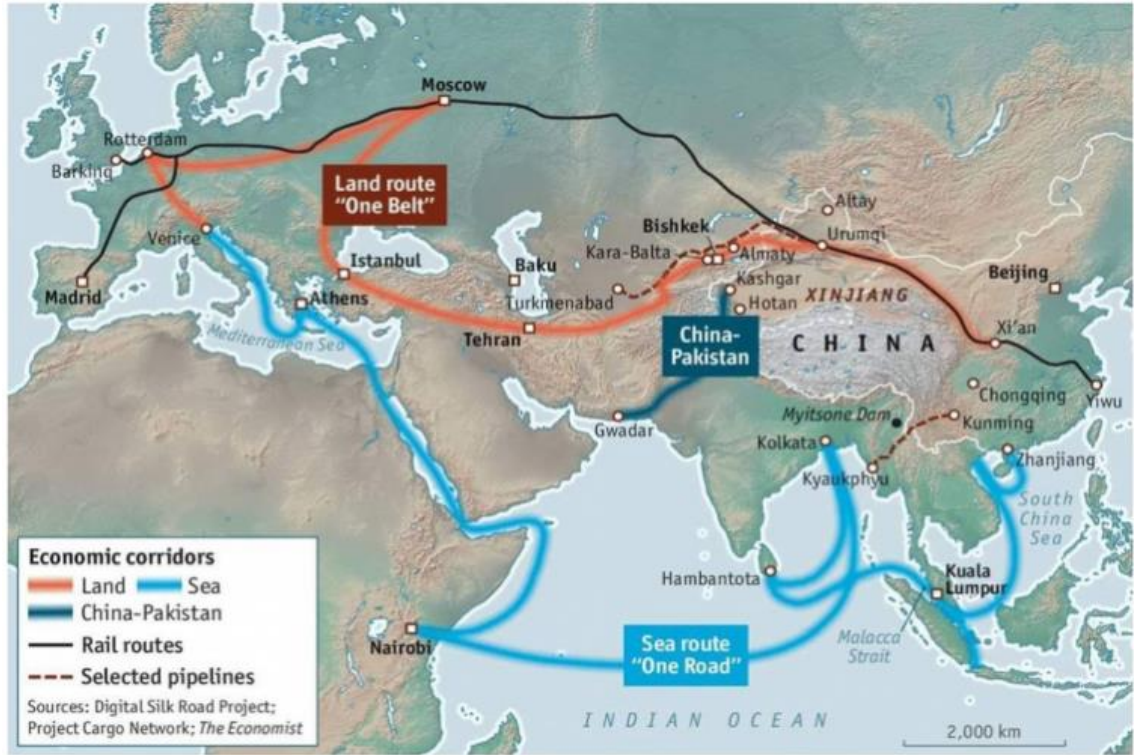 Moscow
Rotterdam
Barking
Land route
"One Belt"
Altay
Bishkek
Urumqi
Venice
Kara-Balta
Almaty
Istanbul
Baku
Kashgar
Beijing
Madrid
Athens
Turkmenabad
Hotan
XINJIANG
Mediterranean Sea
Tehran
China-
Pakistan
CHINA
Xi'an
Chongqing
Yiwu
Myitsone Dam
Kunming
Gwadar
Kolkata
Kyaukphyu
Zhanjiang
South
China
Sea
Economic corridors
Land Sea
China-Pakistan
Rail routes
Selected pipelines
Sources: Digital Silk Road Project;
Project Cargo Network; The Economist
Hambantota
Kuala
Lumpur
Nairobi
Sea route
"One Road"
Malacca
Strait
INDIAN OCEAN
2,000 km